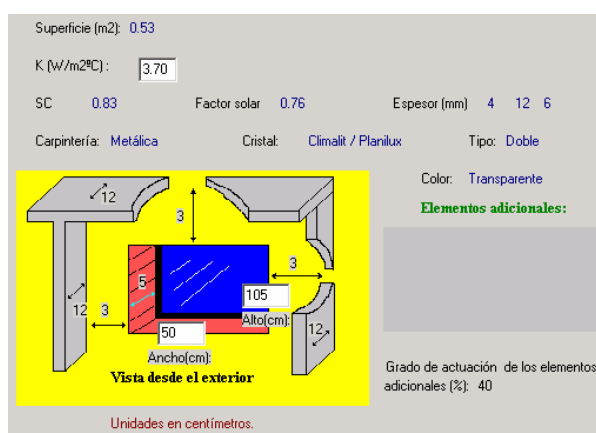 Superficie (m2): 0.53
K (W/m2ºC) : 3.70
SC 0.83 Factor solar 0.76 Espesor (mm) 4 12 6
Carpintería: Metálica Cristal: Climalit / Planilux Tipo: Doble
Color: Transparente
Elementos adicionales:
12
3
3
5
105
12 3
Alto(cm):
50
12
Ancho(cm):
Vista desde el exterior
Grado de actuación de los elementos
adicionales (%): 40
Unidades en centímetros.